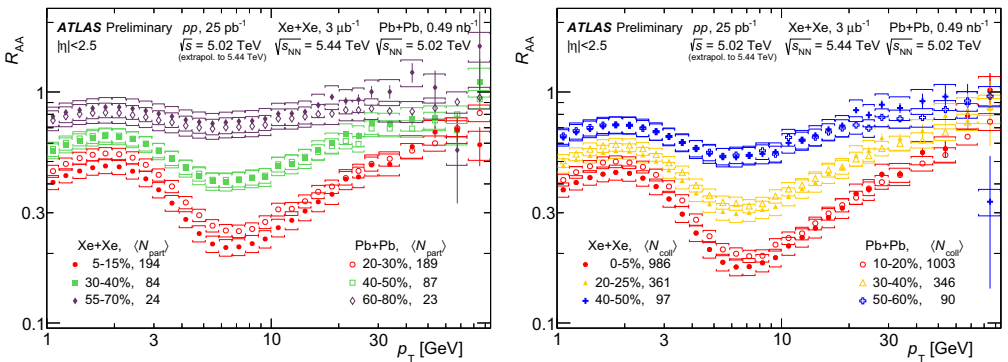 ATLAS Preliminary pp, 25 pb⁻¹ Xe+Xe, 3 μb⁻¹ Pb+Pb, 0.49 nb⁻¹
|η|<2.5 √s = 5.02 TeV √sNN = 5.44 TeV √sNN = 5.02 TeV
(extrapol. to 5.44 TeV)
RAA
1
0.3
0.1
Xe+Xe, ⟨Npart⟩ Pb+Pb, ⟨Npart⟩
5-15%, 194 20-30%, 189
30-40%, 84 40-50%, 87
55-70%, 24 60-80%, 23
1 3 10 30
pT [GeV]
ATLAS Preliminary pp, 25 pb⁻¹ Xe+Xe, 3 μb⁻¹ Pb+Pb, 0.49 nb⁻¹
|η|<2.5 √s = 5.02 TeV √sNN = 5.44 TeV √sNN = 5.02 TeV
(extrapol. to 5.44 TeV)
RAA
1
0.3
0.1
Xe+Xe, ⟨Ncoll⟩ Pb+Pb, ⟨Ncoll⟩
0-5%, 986 10-20%, 1003
20-25%, 361 30-40%, 346
40-50%, 97 50-60%, 90
1 3 10 30
pT [GeV]